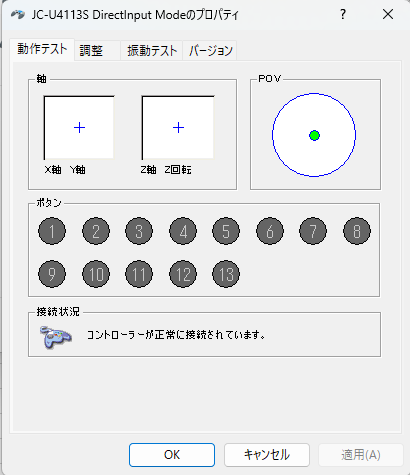 JC-U4113S DirectInput Modeのプロパティ
動作テスト 調整 振動テスト バージョン
軸
X軸 Y軸
Z軸 Z回転
POV
ボタン
1 2 3 4 5 6 7 8
9 10 11 12 13
接続状況
コントローラーが正常に接続されています。
OK キャンセル 適用(A)